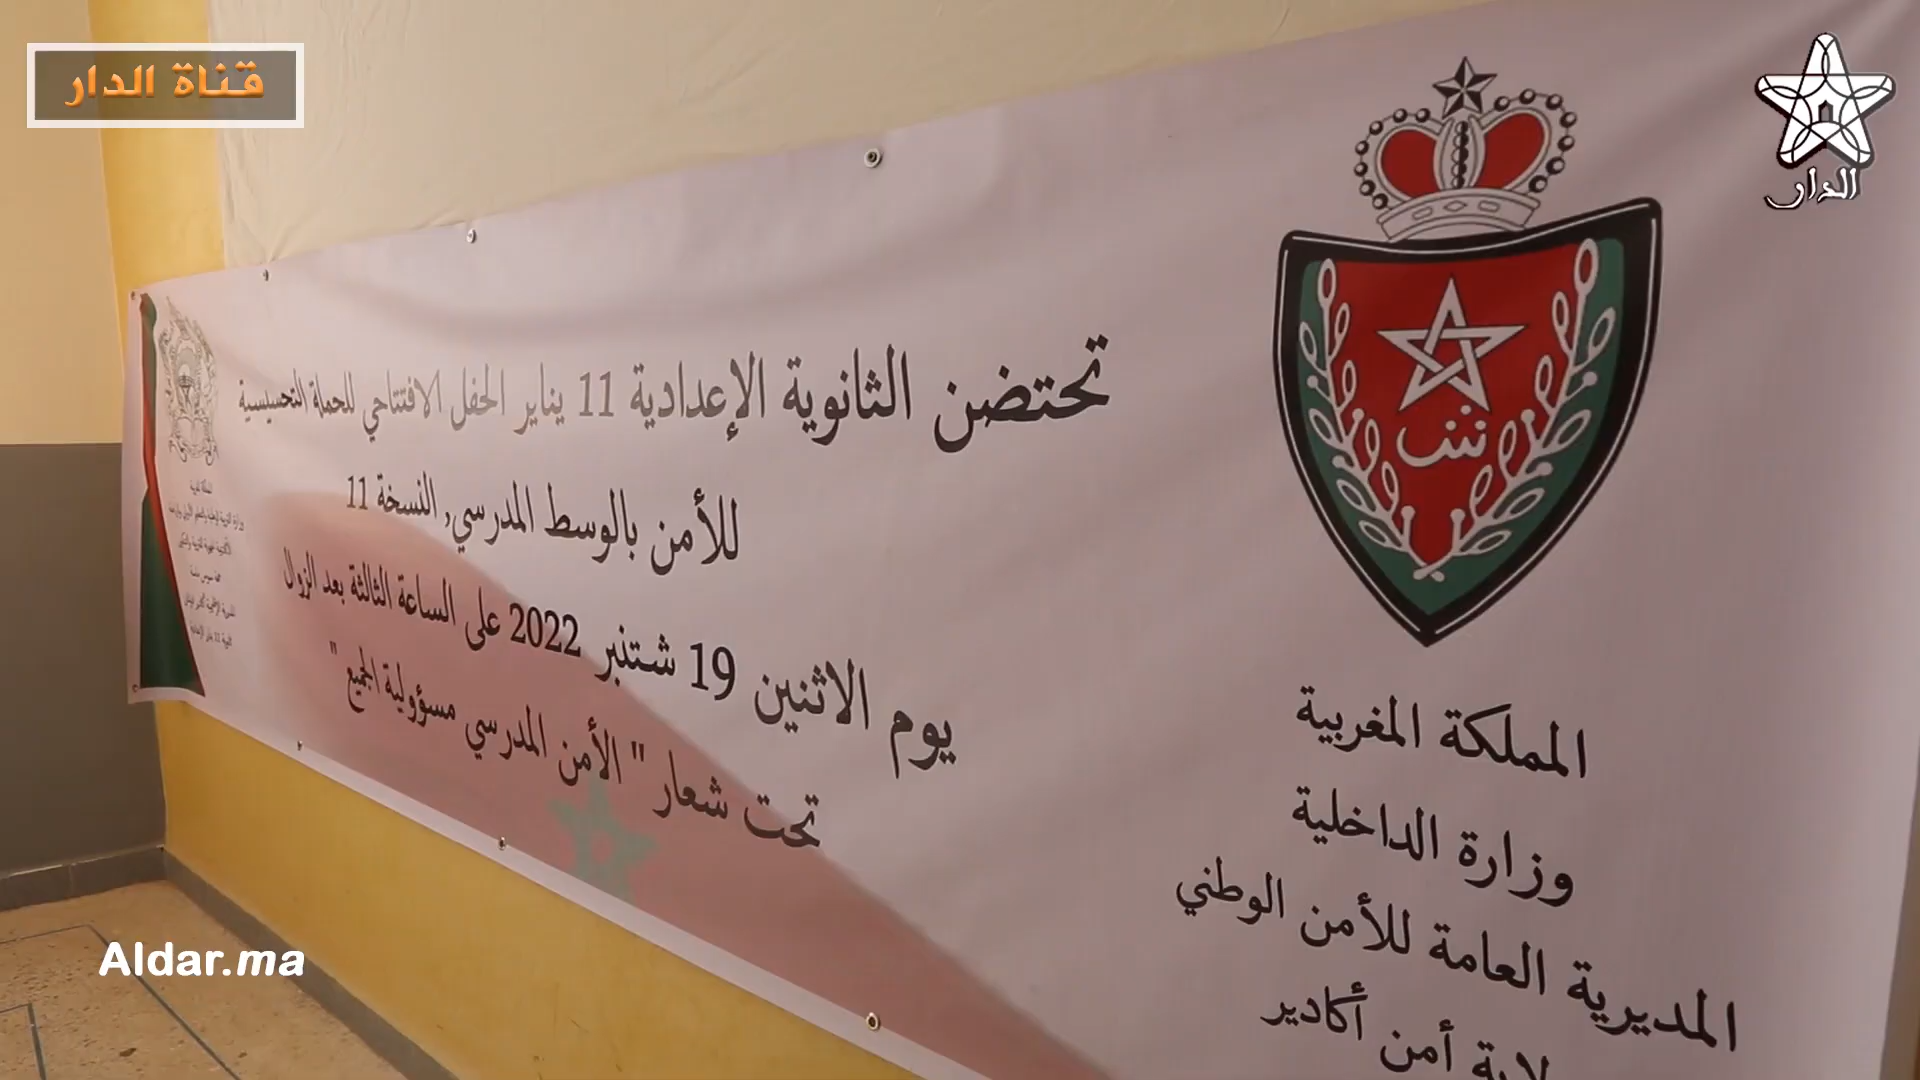 قناة الدار
الدار
تحتضن الثانوية الإعدادية 11 يناير الحفل الافتتاحي للحملة التحسيسية
للأمن بالوسط المدرسي, النسخة 11
يوم الاثنين 19 شتنبر 2022 على الساعة الثالثة بعد الزوال
تحت شعار " الأمن المدرسي مسؤولية الجميع "
المملكة المغربية
وزارة الداخلية
المديرية العامة للأمن الوطني
أمن أكادير
المملكة المغربية
Aldar.ma